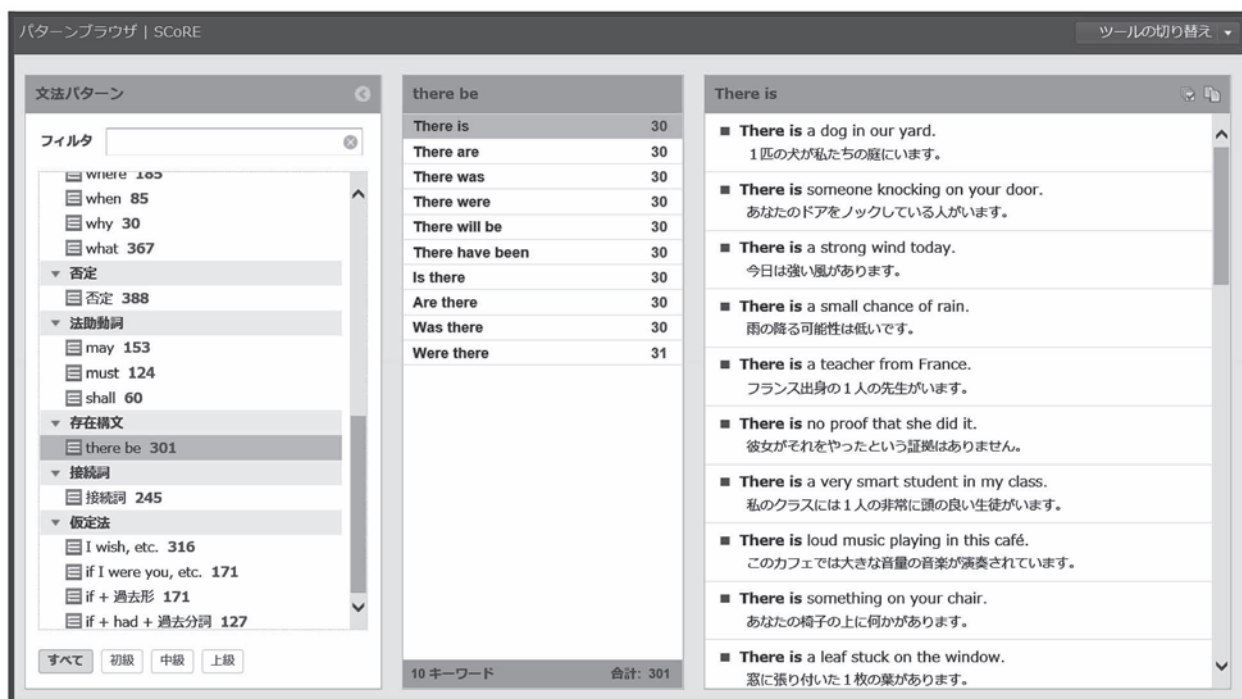 パターンブラウザ | SCoRE
ツールの切り替え
文法パターン
フィルタ
where 185
when 85
why 30
what 367
否定
否定 388
法助動詞
may 153
must 124
shall 60
存在構文
there be 301
接続詞
接続詞 245
仮定法
I wish, etc. 316
if I were you, etc. 171
if + 過去形 171
if + had + 過去分詞 127
すべて 初級 中級 上級
there be
There is 30
There are 30
There was 30
There were 30
There will be 30
There have been 30
Is there 30
Are there 30
Was there 30
Were there 31
10 キーワード 合計: 301
There is
There is a dog in our yard.
1匹の犬が私たちの庭にいます。
There is someone knocking on your door.
あなたのドアをノックしている人がいます。
There is a strong wind today.
今日は強い風があります。
There is a small chance of rain.
雨の降る可能性は低いです。
There is a teacher from France.
フランス出身の1人の先生がいます。
There is no proof that she did it.
彼女がそれをやったという証拠はありません。
There is a very smart student in my class.
私のクラスには1人の非常に頭の良い生徒がいます。
There is loud music playing in this café.
このカフェでは大きな音量の音楽が演奏されています。
There is something on your chair.
あなたの椅子の上に何かがあります。
There is a leaf stuck on the window.
窓に張り付いた1枚の葉があります。